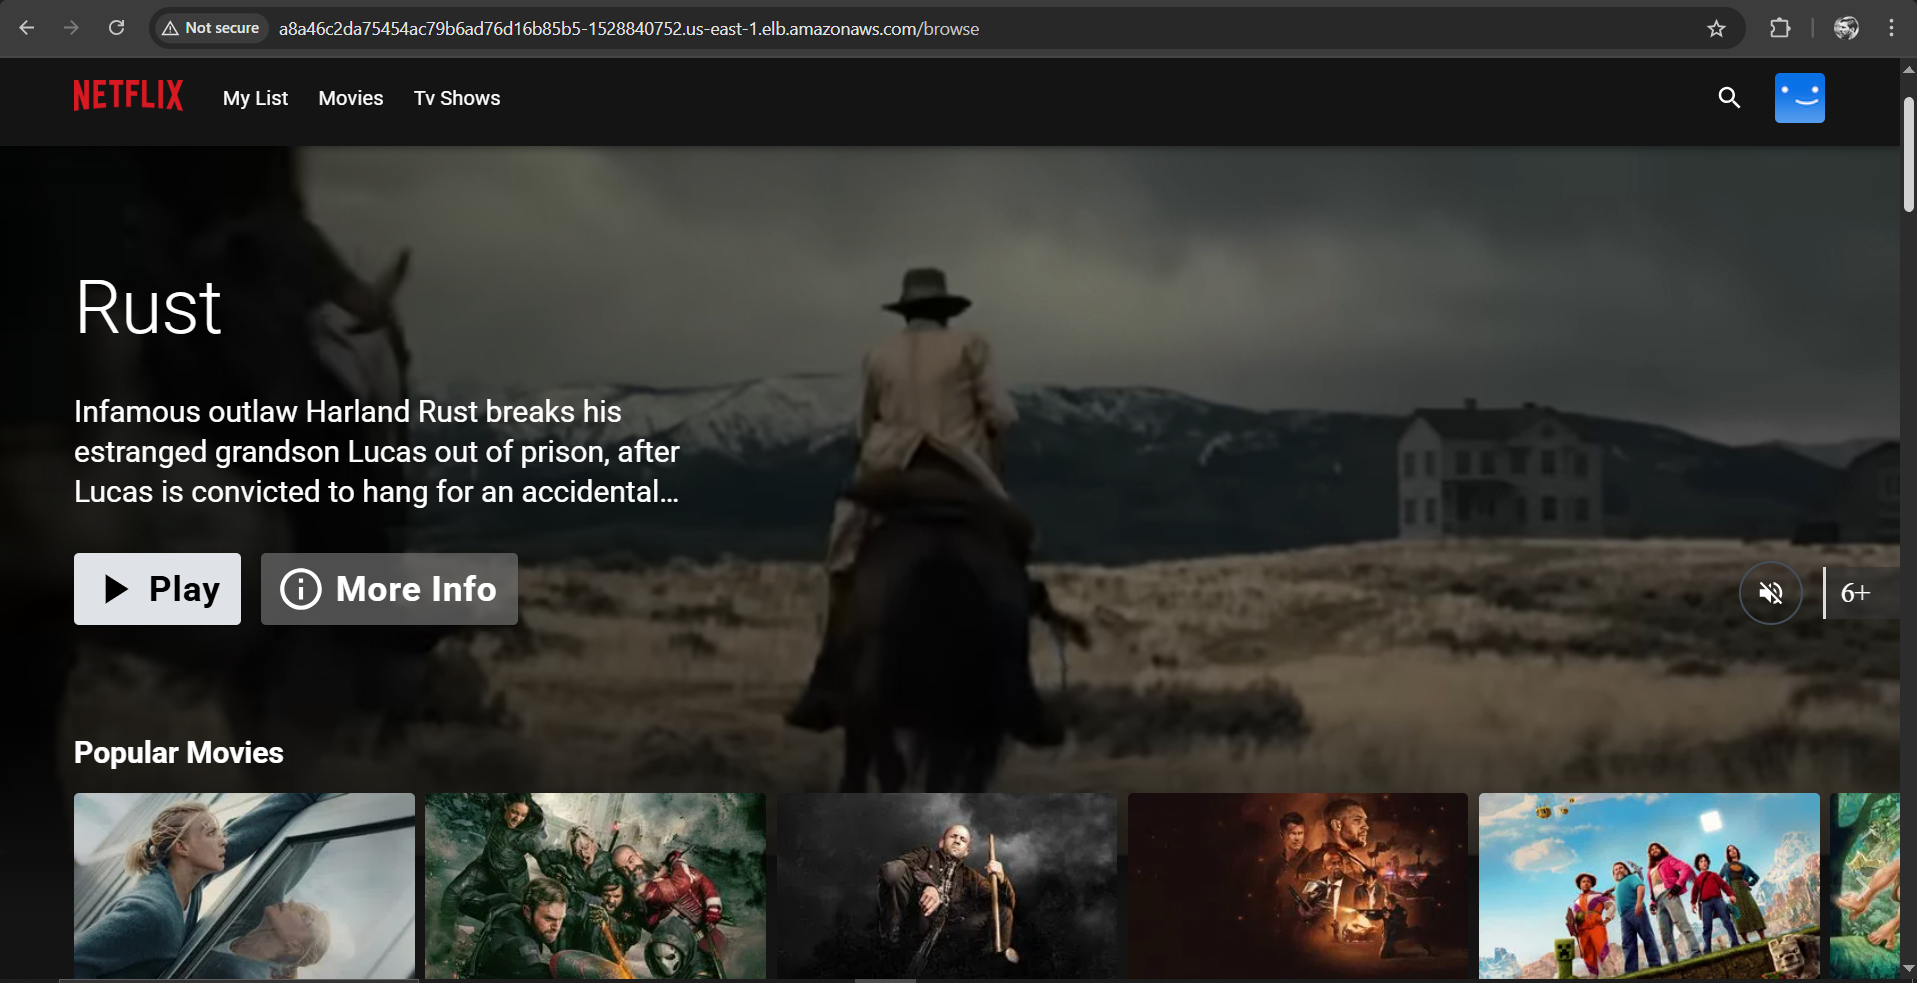 Not secure
a8a46c2da75454ac79b6ad76d16b85b5-1528840752.us-east-1.elb.amazonaws.com/browse
NETFLIX
My List
Movies
Tv Shows
Rust
Infamous outlaw Harland Rust breaks his
estranged grandson Lucas out of prison, after
Lucas is convicted to hang for an accidental...
Play
More Info
6+
Popular Movies